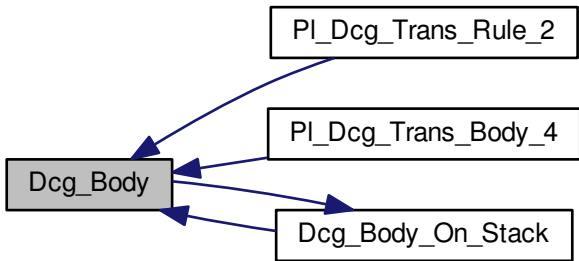 Pl_Dcg_Trans_Rule_2
Pl_Dcg_Trans_Body_4
Dcg_Body
Dcg_Body_On_Stack